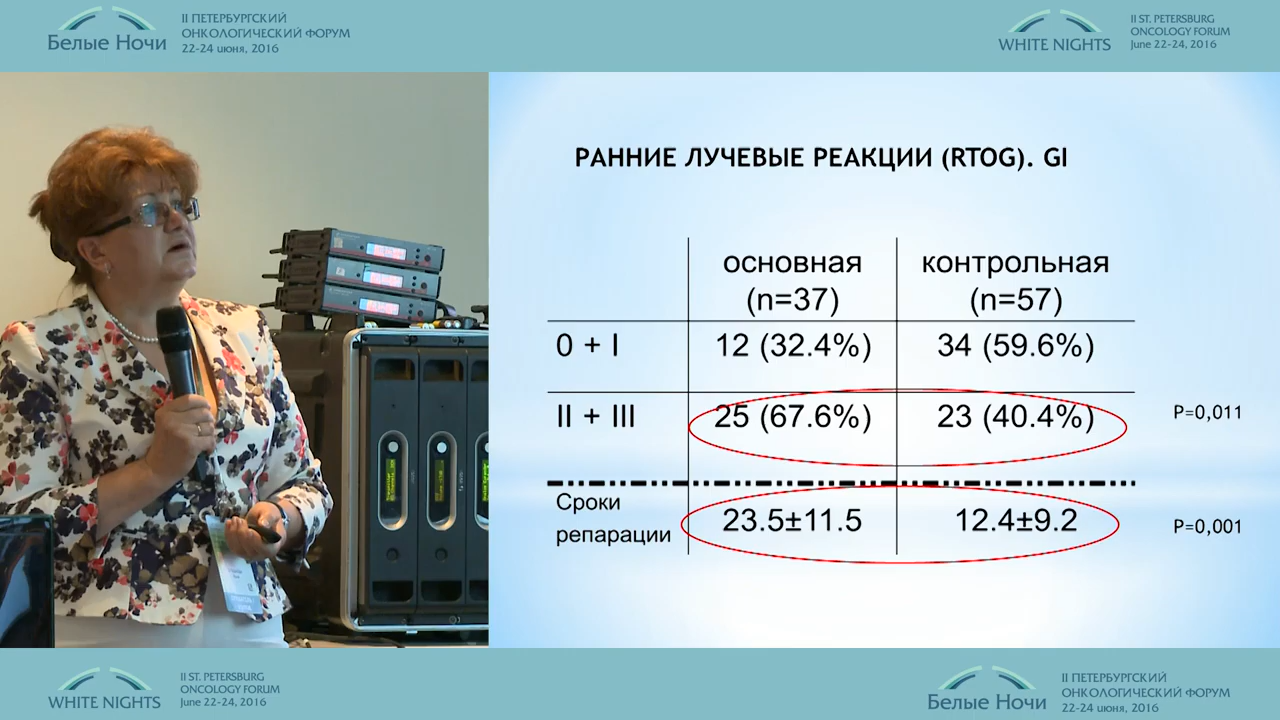 Белые Ночи
II ПЕТЕРБУРГСКИЙ
ОНКОЛОГИЧЕСКИЙ ФОРУМ
22-24 июня, 2016
WHITE NIGHTS
II ST. PETERSBURG
ONCOLOGY FORUM
June 22-24, 2016
РАННИЕ ЛУЧЕВЫЕ РЕАКЦИИ (RTOG). GI
основная контрольная
(n=37) (n=57)
0 + I 12 (32.4%) 34 (59.6%)
II + III 25 (67.6%) 23 (40.4%) P=0,011
Сроки
репарации 23.5±11.5 12.4±9.2 P=0,001
WHITE NIGHTS
II ST. PETERSBURG
ONCOLOGY FORUM
June 22-24, 2016
Белые Ночи
II ПЕТЕРБУРГСКИЙ
ОНКОЛОГИЧЕСКИЙ ФОРУМ
22-24 июня, 2016